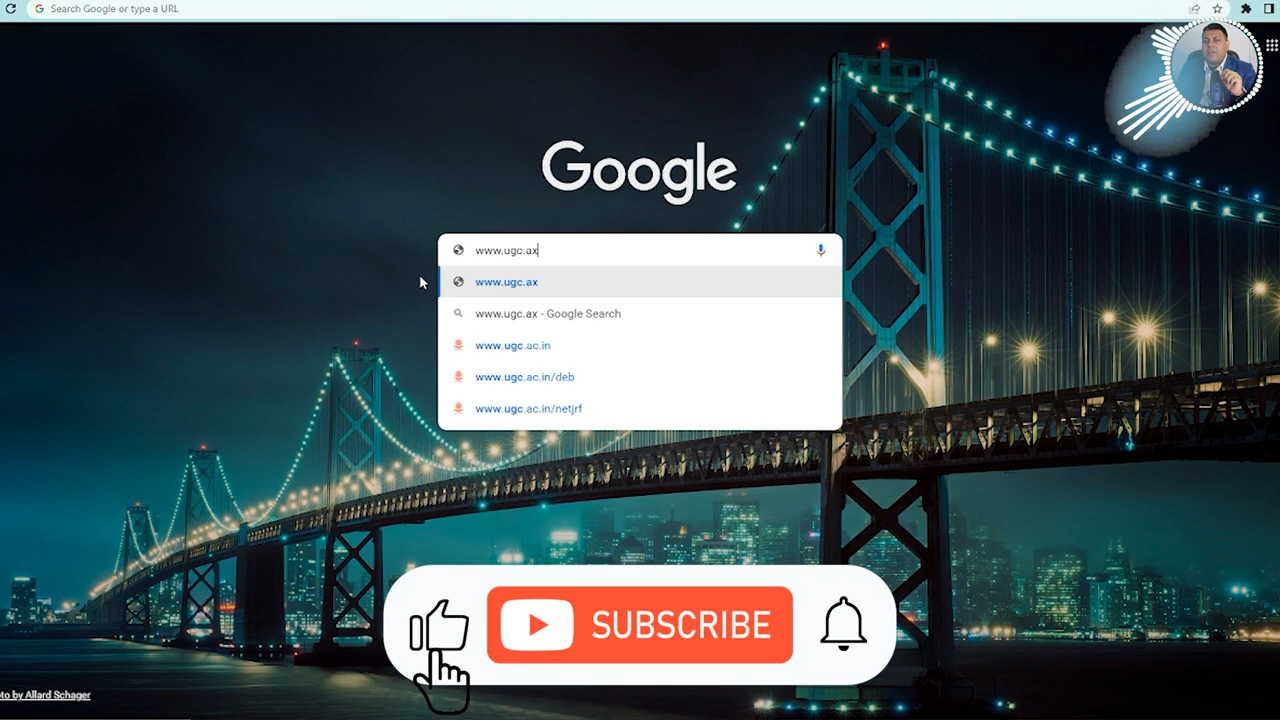 Search Google or type a URL
Google
www.ugc.ax
www.ugc.ax
www.ugc.ax - Google Search
www.ugc.ac.in
www.ugc.ac.in/deb
www.ugc.ac.in/netjrf
SUBSCRIBE
to by Allard Schager